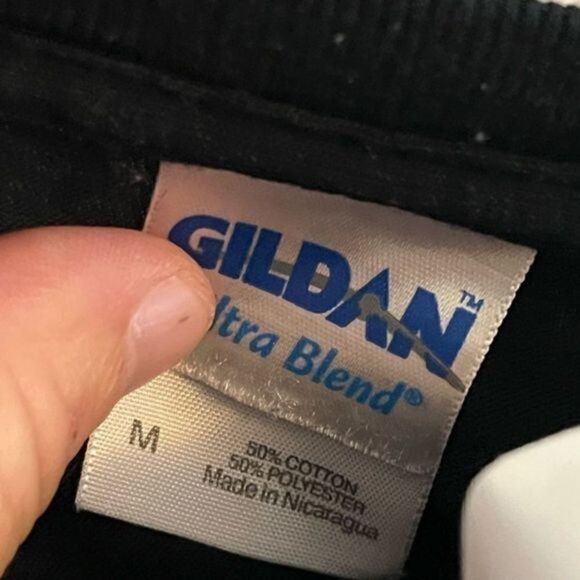 GILDAN™
ltra Blend®
M
50% COTTON
50% POLYESTER
Made in Nicaragua